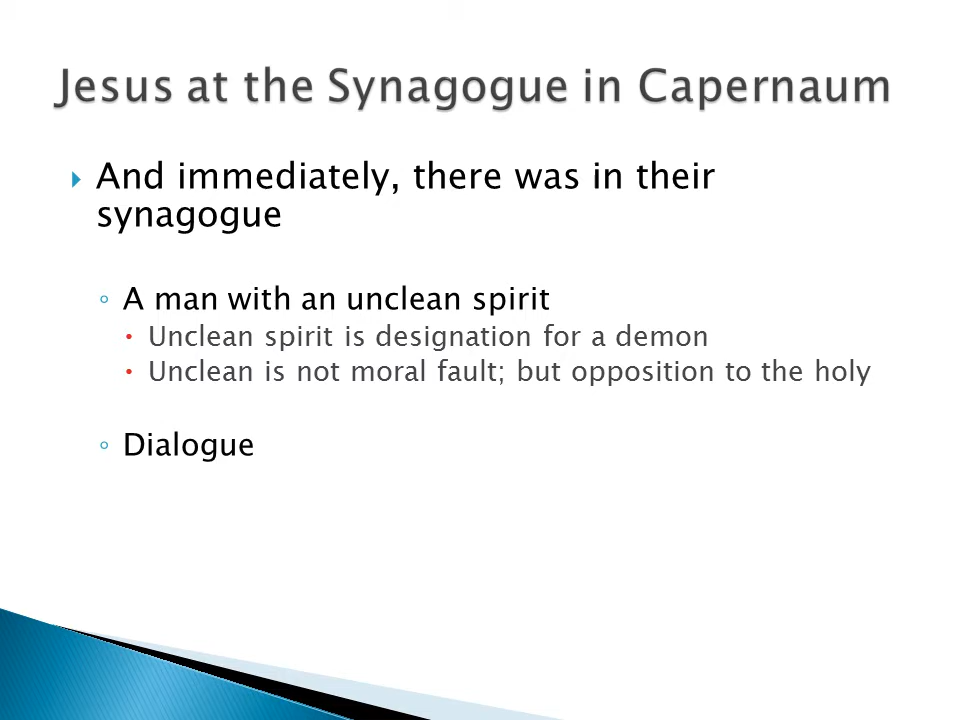 Jesus at the Synagogue in Capernaum
And immediately, there was in their
synagogue
A man with an unclean spirit
Unclean spirit is designation for a demon
Unclean is not moral fault; but opposition to the holy
Dialogue